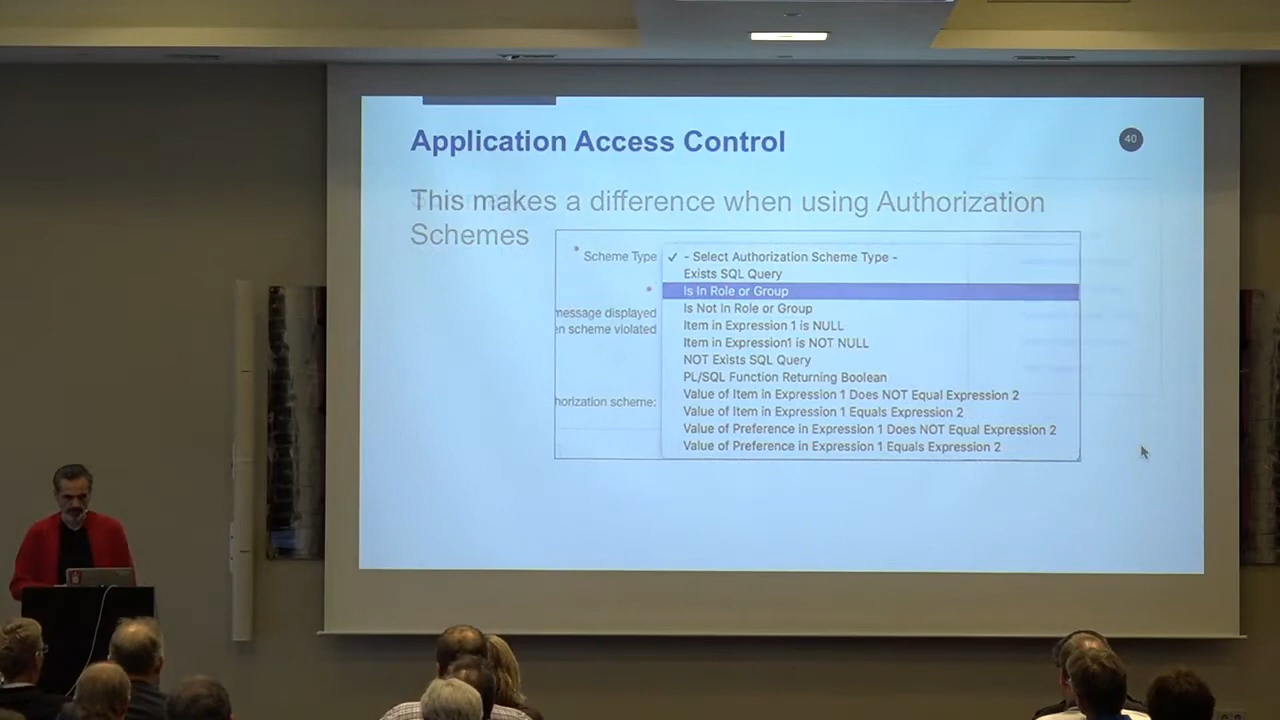 Application Access Control
40
This makes a difference when using Authorization
Schemes
* Scheme Type
✓ - Select Authorization Scheme Type -
Exists SQL Query
*
Is In Role or Group
Is Not In Role or Group
message displayed
Item in Expression 1 is NULL
en scheme violated
Item in Expression1 is NOT NULL
NOT Exists SQL Query
PL/SQL Function Returning Boolean
Value of Item in Expression 1 Does NOT Equal Expression 2
horization scheme:
Value of Item in Expression 1 Equals Expression 2
Value of Preference in Expression 1 Does NOT Equal Expression 2
Value of Preference in Expression 1 Equals Expression 2